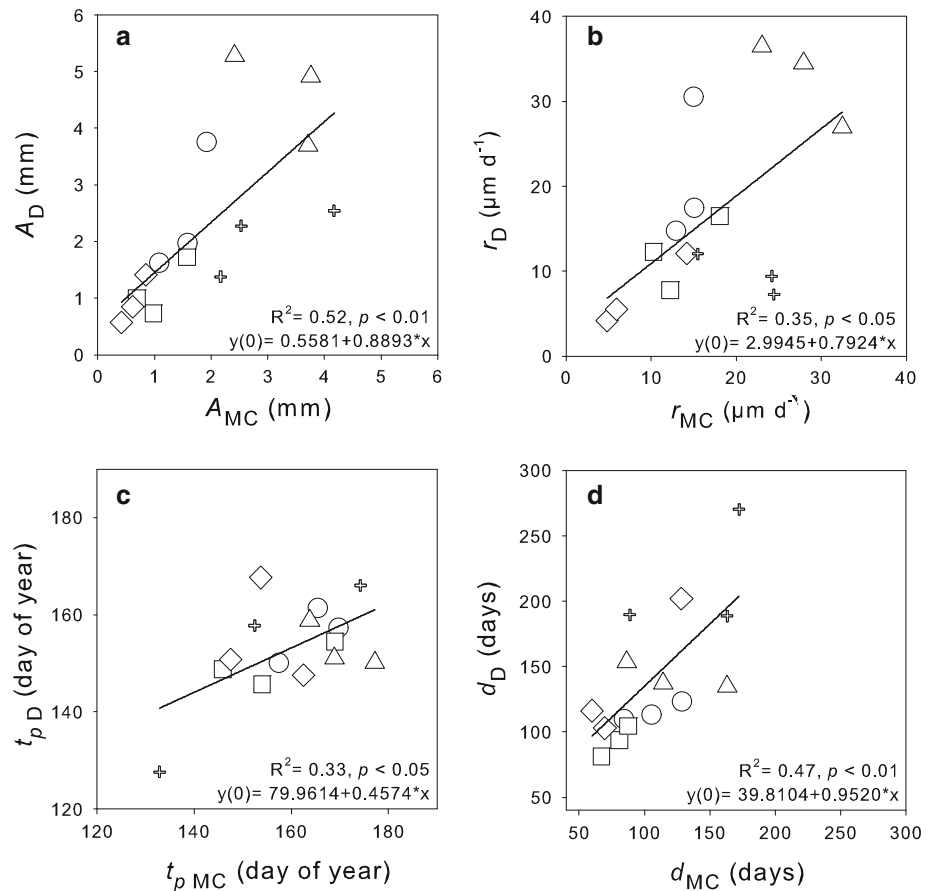 a
6
5
4
3
2
1
0
A_D (mm)
R² = 0.52, p < 0.01
y(0) = 0.5581+0.8893*x
0 1 2 3 4 5 6
A_MC (mm)
b
40
30
20
10
0
r_D (µm d⁻¹)
R² = 0.35, p < 0.05
y(0) = 2.9945+0.7924*x
0 10 20 30 40
r_MC (µm d⁻¹)
c
180
160
140
120
t_p D (day of year)
R² = 0.33, p < 0.05
y(0) = 79.9614+0.4574*x
120 140 160 180
t_p MC (day of year)
d
300
250
200
150
100
50
d_D (days)
R² = 0.47, p < 0.01
y(0) = 39.8104+0.9520*x
50 100 150 200 250 300
d_MC (days)